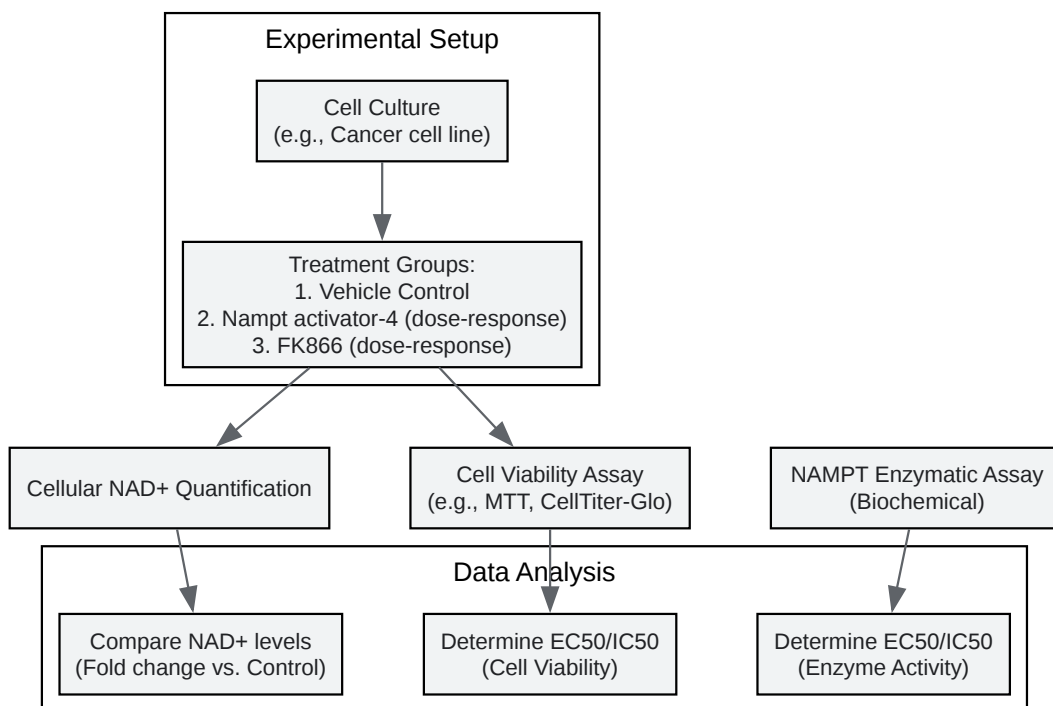 Experimental Setup
Cell Culture
(e.g., Cancer cell line)
Treatment Groups:
1. Vehicle Control
2. Nampt activator-4 (dose-response)
3. FK866 (dose-response)
Cellular NAD+ Quantification
Cell Viability Assay
(e.g., MTT, CellTiter-Glo)
NAMPT Enzymatic Assay
(Biochemical)
Data Analysis
Compare NAD+ levels
(Fold change vs. Control)
Determine EC50/IC50
(Cell Viability)
Determine EC50/IC50
(Enzyme Activity)